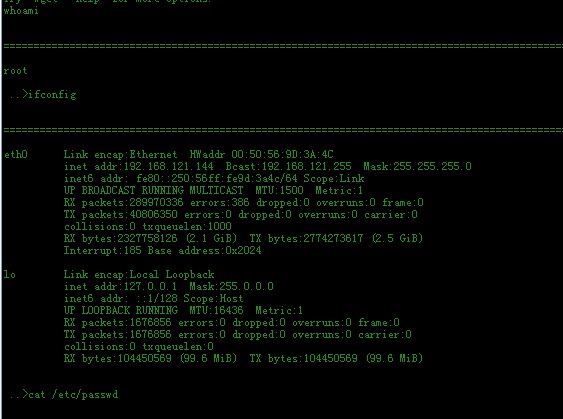 whoami
================================================================================
root
..>ifconfig
================================================================================
eth0 Link encap:Ethernet HWaddr 00:50:56:9D:3A:4C
inet addr:192.168.121.144 Bcast:192.168.121.255 Mask:255.255.255.0
inet6 addr: fe80::250:56ff:fe9d:3a4c/64 Scope:Link
UP BROADCAST RUNNING MULTICAST MTU:1500 Metric:1
RX packets:289970336 errors:386 dropped:0 overruns:0 frame:0
TX packets:40806350 errors:0 dropped:0 overruns:0 carrier:0
collisions:0 txqueuelen:1000
RX bytes:2327758126 (2.1 GiB) TX bytes:2774273617 (2.5 GiB)
Interrupt:185 Base address:0x2024
lo Link encap:Local Loopback
inet addr:127.0.0.1 Mask:255.0.0.0
inet6 addr: ::1/128 Scope:Host
UP LOOPBACK RUNNING MTU:16436 Metric:1
RX packets:1676856 errors:0 dropped:0 overruns:0 frame:0
TX packets:1676856 errors:0 dropped:0 overruns:0 carrier:0
collisions:0 txqueuelen:0
RX bytes:104450569 (99.6 MiB) TX bytes:104450569 (99.6 MiB)
..>cat /etc/passwd